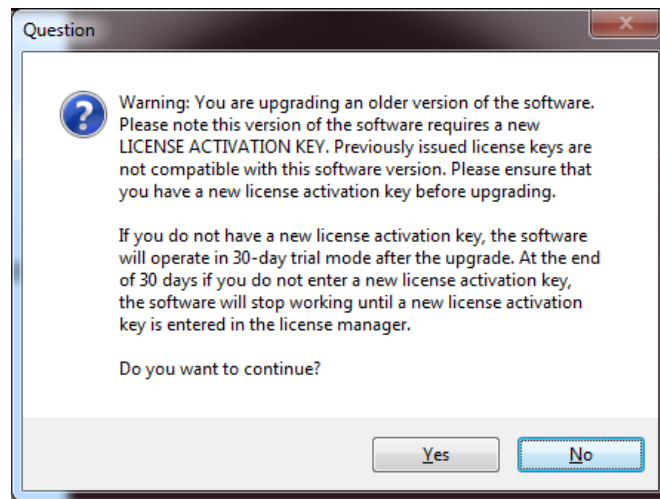 Question
Warning: You are upgrading an older version of the software.
Please note this version of the software requires a new
LICENSE ACTIVATION KEY. Previously issued license keys are
not compatible with this software version. Please ensure that
you have a new license activation key before upgrading.
If you do not have a new license activation key, the software
will operate in 30-day trial mode after the upgrade. At the end
of 30 days if you do not enter a new license activation key,
the software will stop working until a new license activation
key is entered in the license manager.
Do you want to continue?
Yes
No